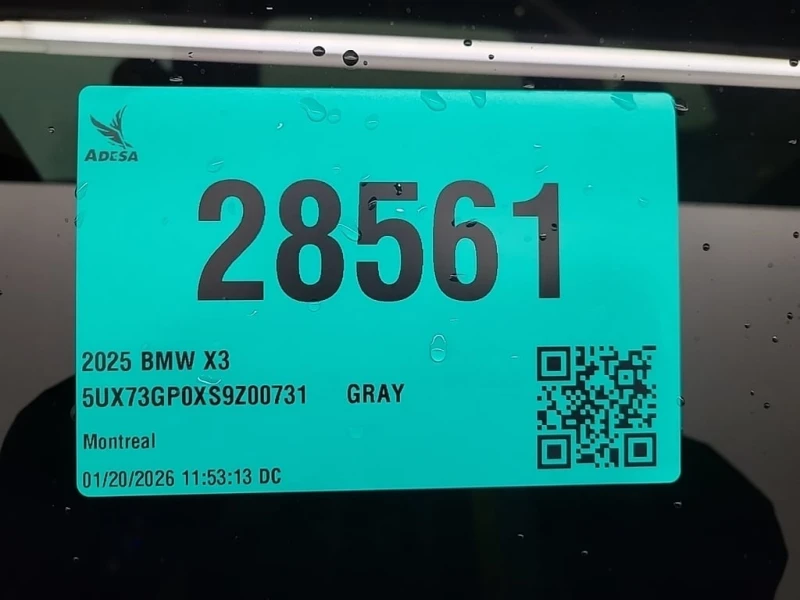 ADESA
28561
2025 BMW X3
5UX73GP0XS9Z00731 GRAY
Montreal
01/20/2026 11:53:13 DC